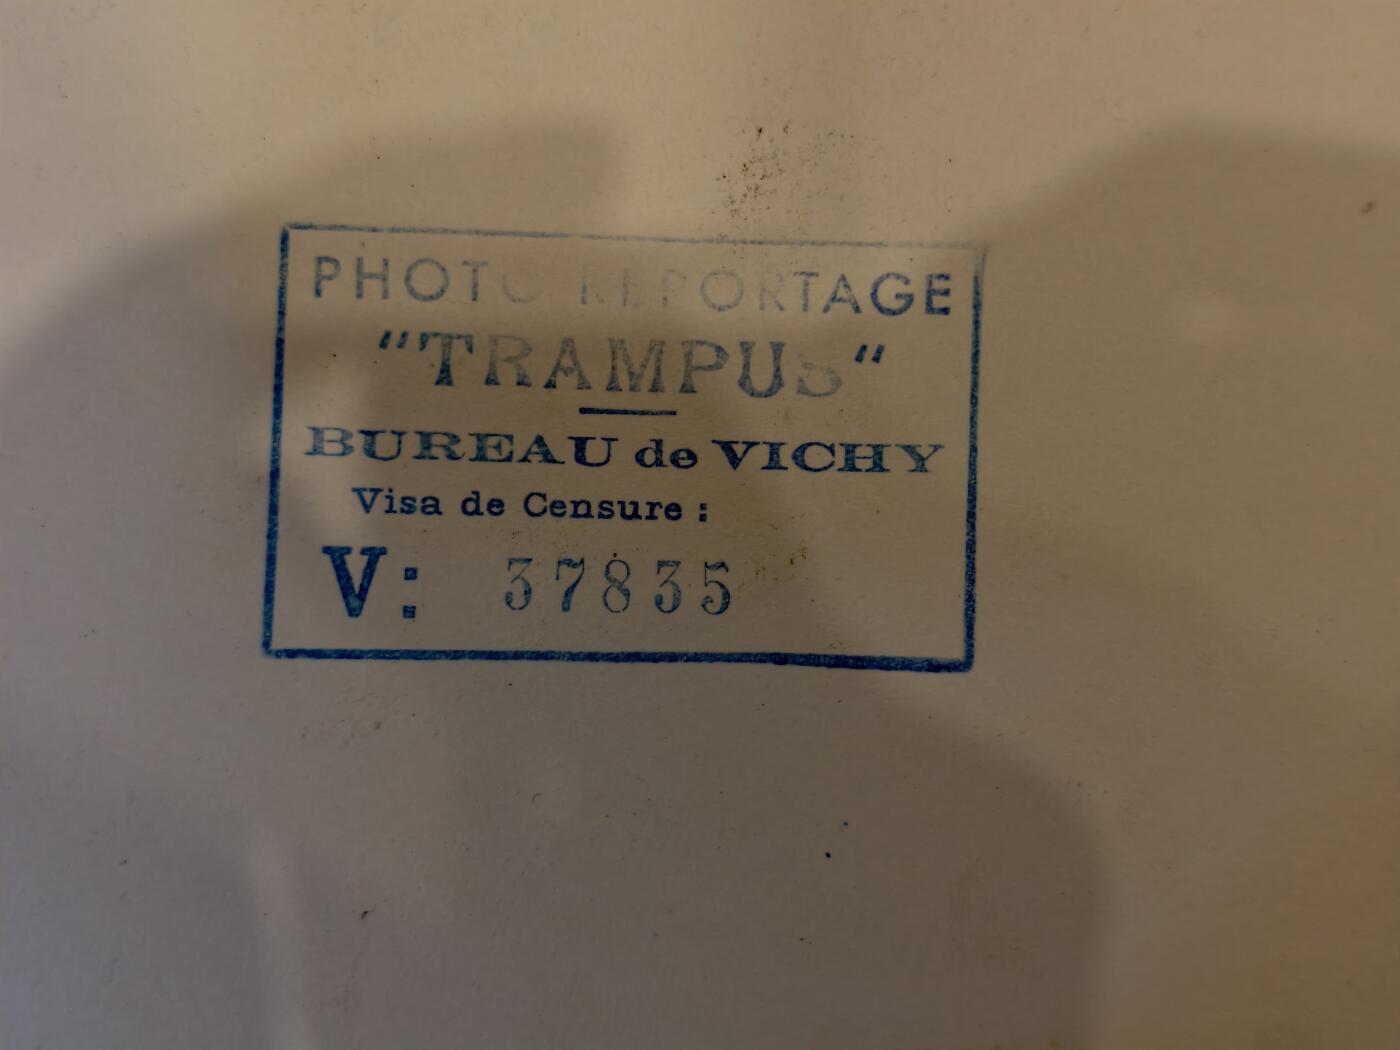 PHOTO REPORTAGE
"TRAMPUS"
BUREAU de VICHY
Visa de Censure :
V: 37835